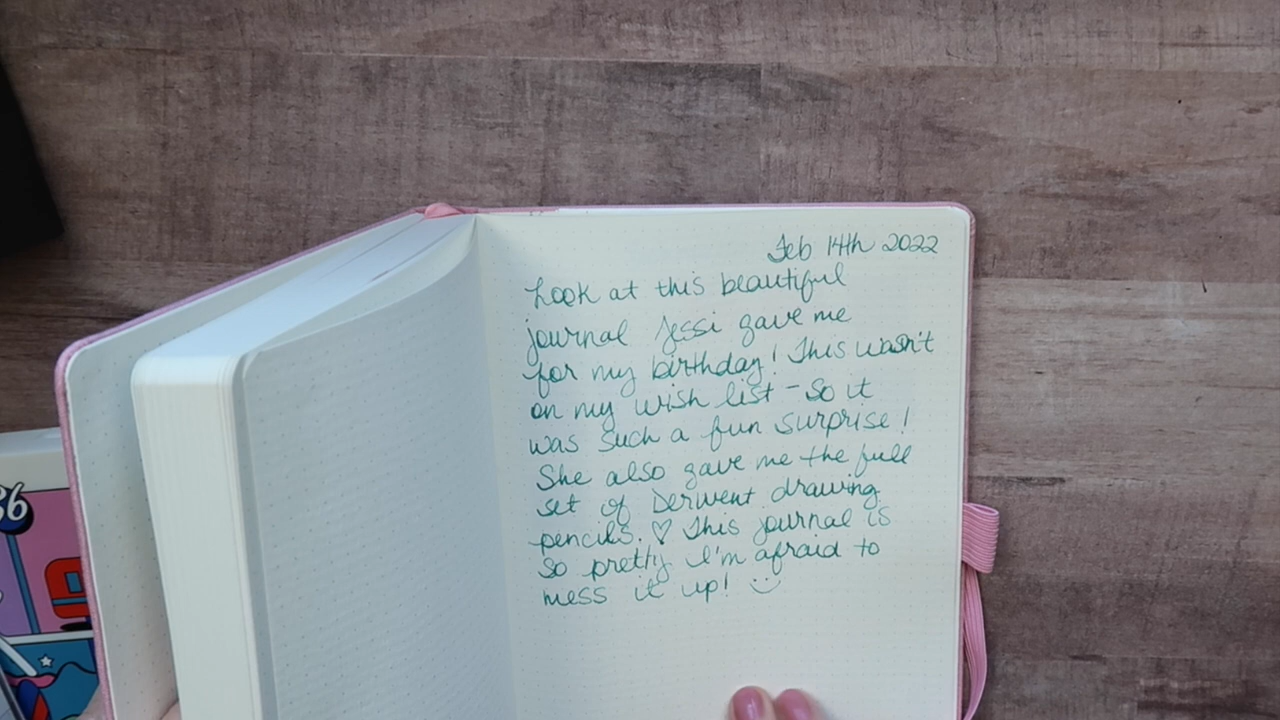 Feb 14th 2022
Look at this beautiful
journal Jessi gave me
for my birthday! This wasn't
on my wish list - So it
was such a fun surprise!
She also gave me the full
set of Derwent drawing
pencils. ♡ This journal is
so pretty I'm afraid to
mess it up! :)
36